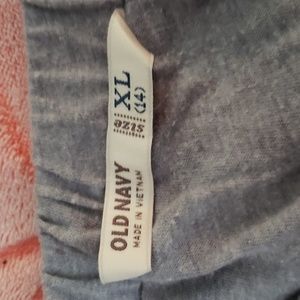 OLD NAVY
MADE IN VIETNAM
SIZE
XL
(14)